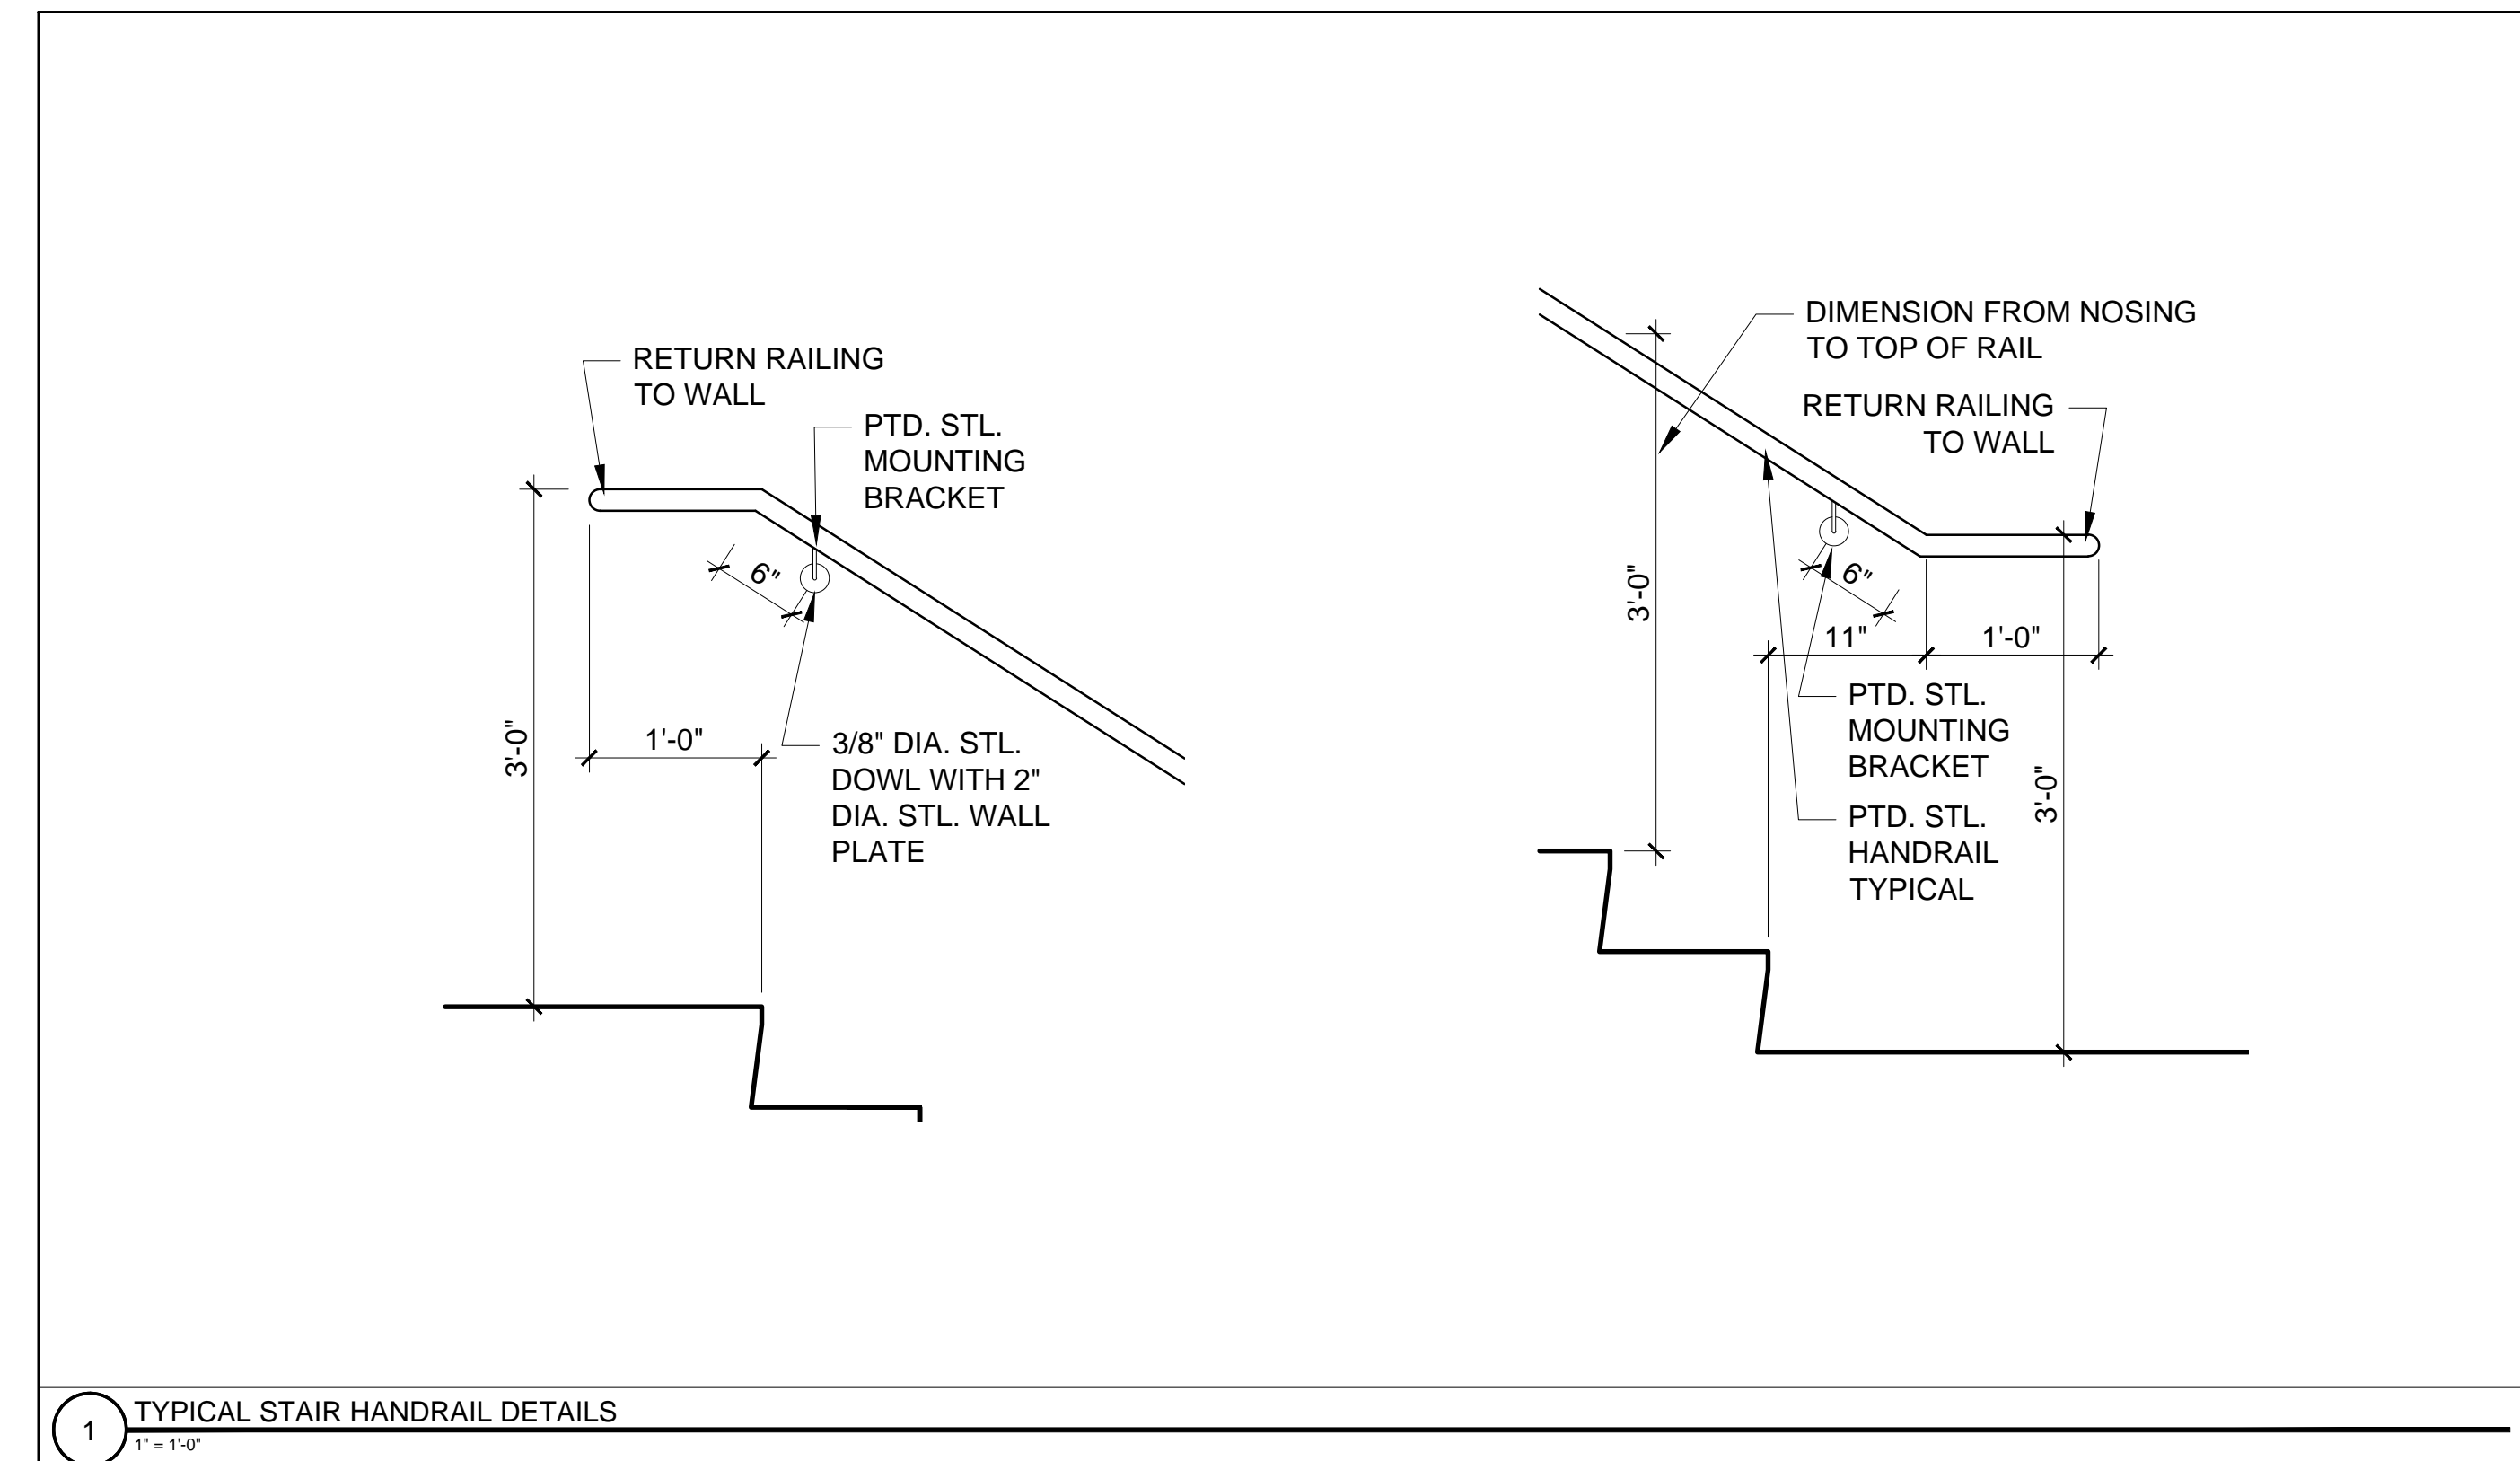 RETURN RAILING
TO WALL
PTD. STL.
MOUNTING
BRACKET
6"
3'-0"
1'-0"
3/8" DIA. STL.
DOWL WITH 2"
DIA. STL. WALL
PLATE
DIMENSION FROM NOSING
TO TOP OF RAIL
RETURN RAILING
TO WALL
3'-0"
6"
11"
1'-0"
PTD. STL.
MOUNTING
BRACKET
3'-0"
PTD. STL.
HANDRAIL
TYPICAL
1
TYPICAL STAIR HANDRAIL DETAILS
1" = 1'-0"